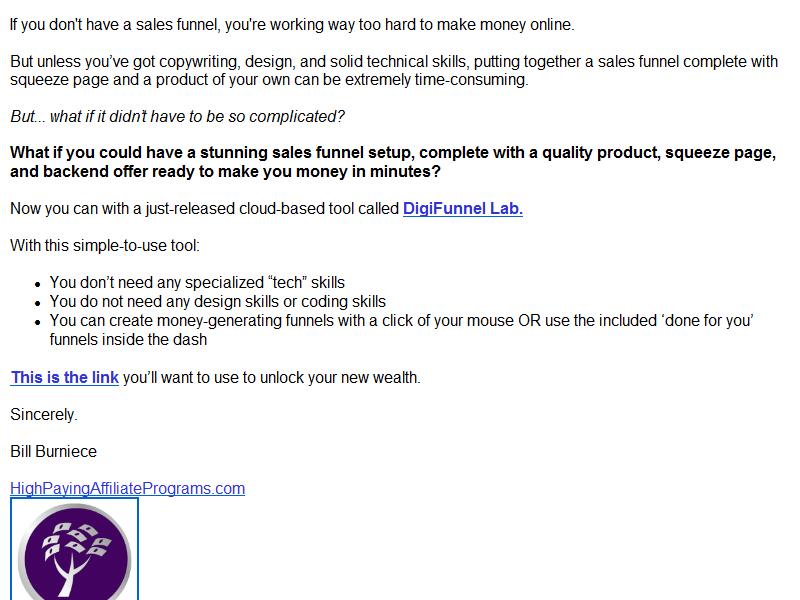 If you don't have a sales funnel, you're working way too hard to make money online.
But unless you’ve got copywriting, design, and solid technical skills, putting together a sales funnel complete with
squeeze page and a product of your own can be extremely time-consuming.
But... what if it didn’t have to be so complicated?
What if you could have a stunning sales funnel setup, complete with a quality product, squeeze page,
and backend offer ready to make you money in minutes?
Now you can with a just-released cloud-based tool called DigiFunnel Lab.
With this simple-to-use tool:
• You don’t need any specialized “tech” skills
• You do not need any design skills or coding skills
• You can create money-generating funnels with a click of your mouse OR use the included ‘done for you’
funnels inside the dash
This is the link you’ll want to use to unlock your new wealth.
Sincerely.
Bill Burniece
HighPayingAffiliatePrograms.com